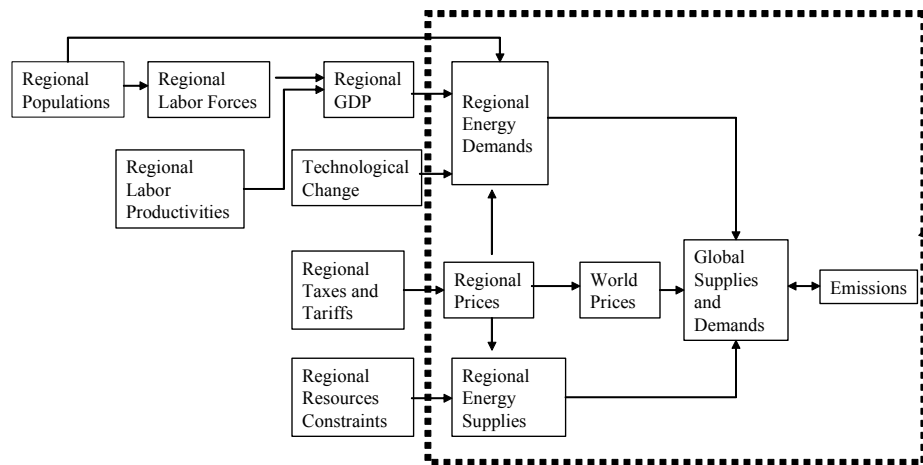 Regional
Populations
Regional
Labor Forces
Regional
GDP
Regional
Energy
Demands
Regional
Labor
Productivities
Technological
Change
Regional
Taxes and
Tariffs
Regional
Prices
World
Prices
Global
Supplies
and
Demands
Emissions
Regional
Resources
Constraints
Regional
Energy
Supplies